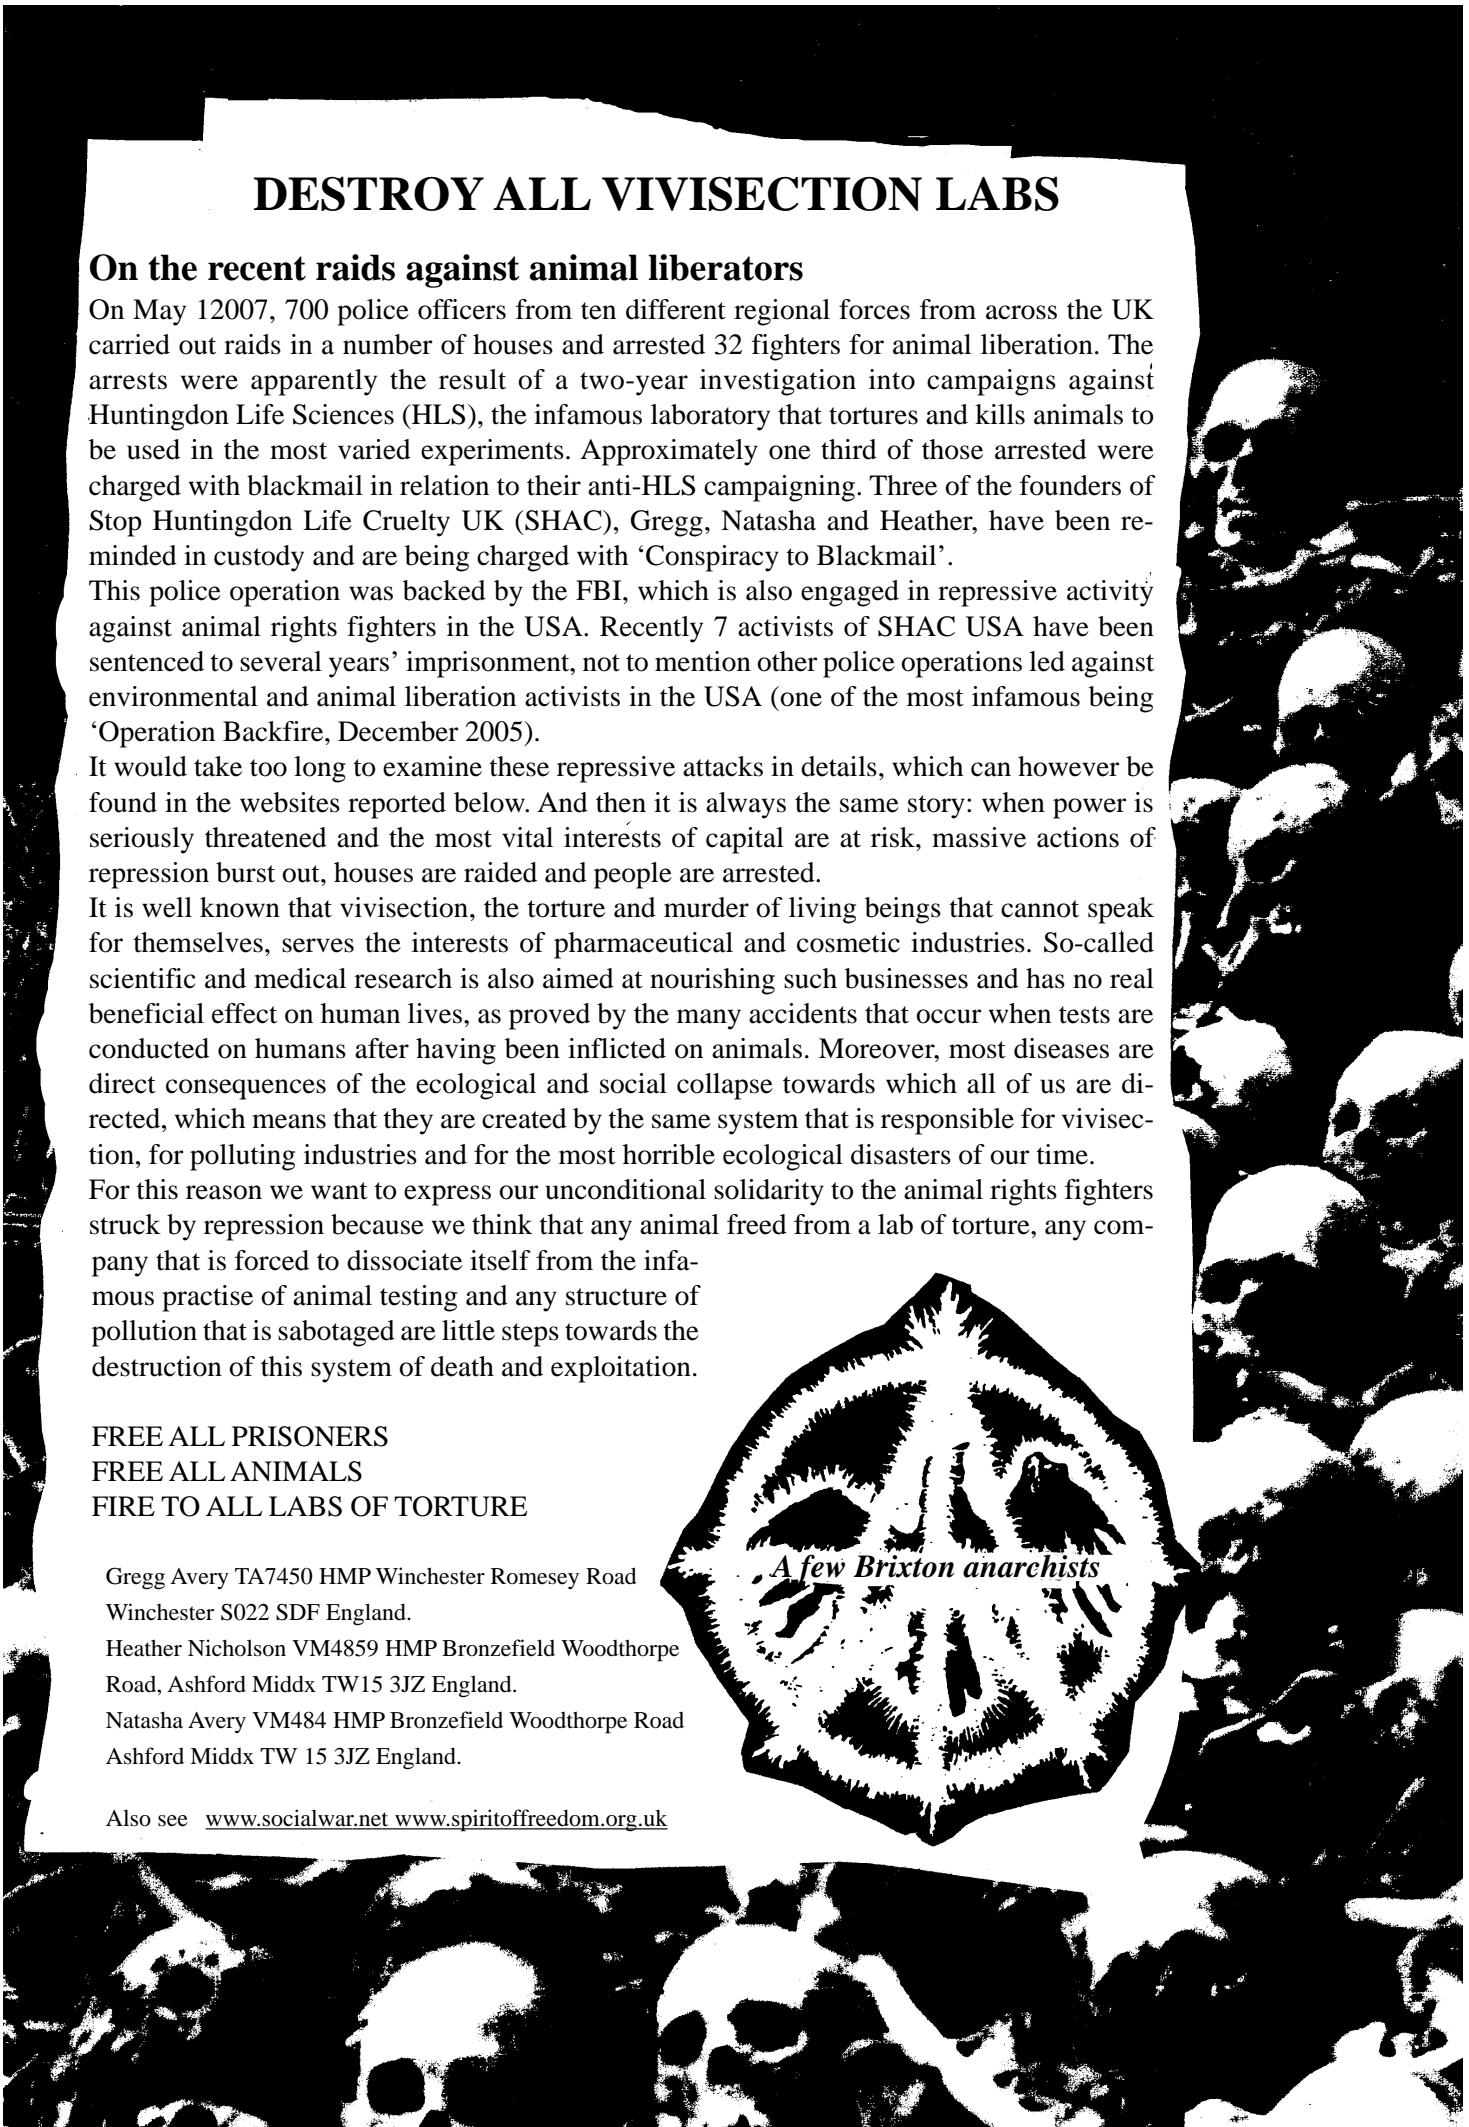 DESTROY ALL VIVISECTION LABS
On the recent raids against animal liberators
On May 12007, 700 police officers from ten different regional forces from across the UK
carried out raids in a number of houses and arrested 32 fighters for animal liberation. The
arrests were apparently the result of a two-year investigation into campaigns against
Huntingdon Life Sciences (HLS), the infamous laboratory that tortures and kills animals to
be used in the most varied experiments. Approximately one third of those arrested were
charged with blackmail in relation to their anti-HLS campaigning. Three of the founders of
Stop Huntingdon Life Cruelty UK (SHAC), Gregg, Natasha and Heather, have been re-
minded in custody and are being charged with ‘Conspiracy to Blackmail’.
This police operation was backed by the FBI, which is also engaged in repressive activity
against animal rights fighters in the USA. Recently 7 activists of SHAC USA have been
sentenced to several years’ imprisonment, not to mention other police operations led against
environmental and animal liberation activists in the USA (one of the most infamous being
‘Operation Backfire, December 2005).
It would take too long to examine these repressive attacks in details, which can however be
found in the websites reported below. And then it is always the same story: when power is
seriously threatened and the most vital interests of capital are at risk, massive actions of
repression burst out, houses are raided and people are arrested.
It is well known that vivisection, the torture and murder of living beings that cannot speak
for themselves, serves the interests of pharmaceutical and cosmetic industries. So-called
scientific and medical research is also aimed at nourishing such businesses and has no real
beneficial effect on human lives, as proved by the many accidents that occur when tests are
conducted on humans after having been inflicted on animals. Moreover, most diseases are
direct consequences of the ecological and social collapse towards which all of us are di-
rected, which means that they are created by the same system that is responsible for vivisec-
tion, for polluting industries and for the most horrible ecological disasters of our time.
For this reason we want to express our unconditional solidarity to the animal rights fighters
struck by repression because we think that any animal freed from a lab of torture, any com-
pany that is forced to dissociate itself from the infa-
mous practise of animal testing and any structure of
pollution that is sabotaged are little steps towards the
destruction of this system of death and exploitation.
FREE ALL PRISONERS
FREE ALL ANIMALS
FIRE TO ALL LABS OF TORTURE
A few Brixton anarchists
Gregg Avery TA7450 HMP Winchester Romesey Road
Winchester S022 SDF England.
Heather Nicholson VM4859 HMP Bronzefield Woodthorpe
Road, Ashford Middx TW15 3JZ England.
Natasha Avery VM484 HMP Bronzefield Woodthorpe Road
Ashford Middx TW 15 3JZ England.
Also see www.socialwar.net www.spiritoffreedom.org.uk